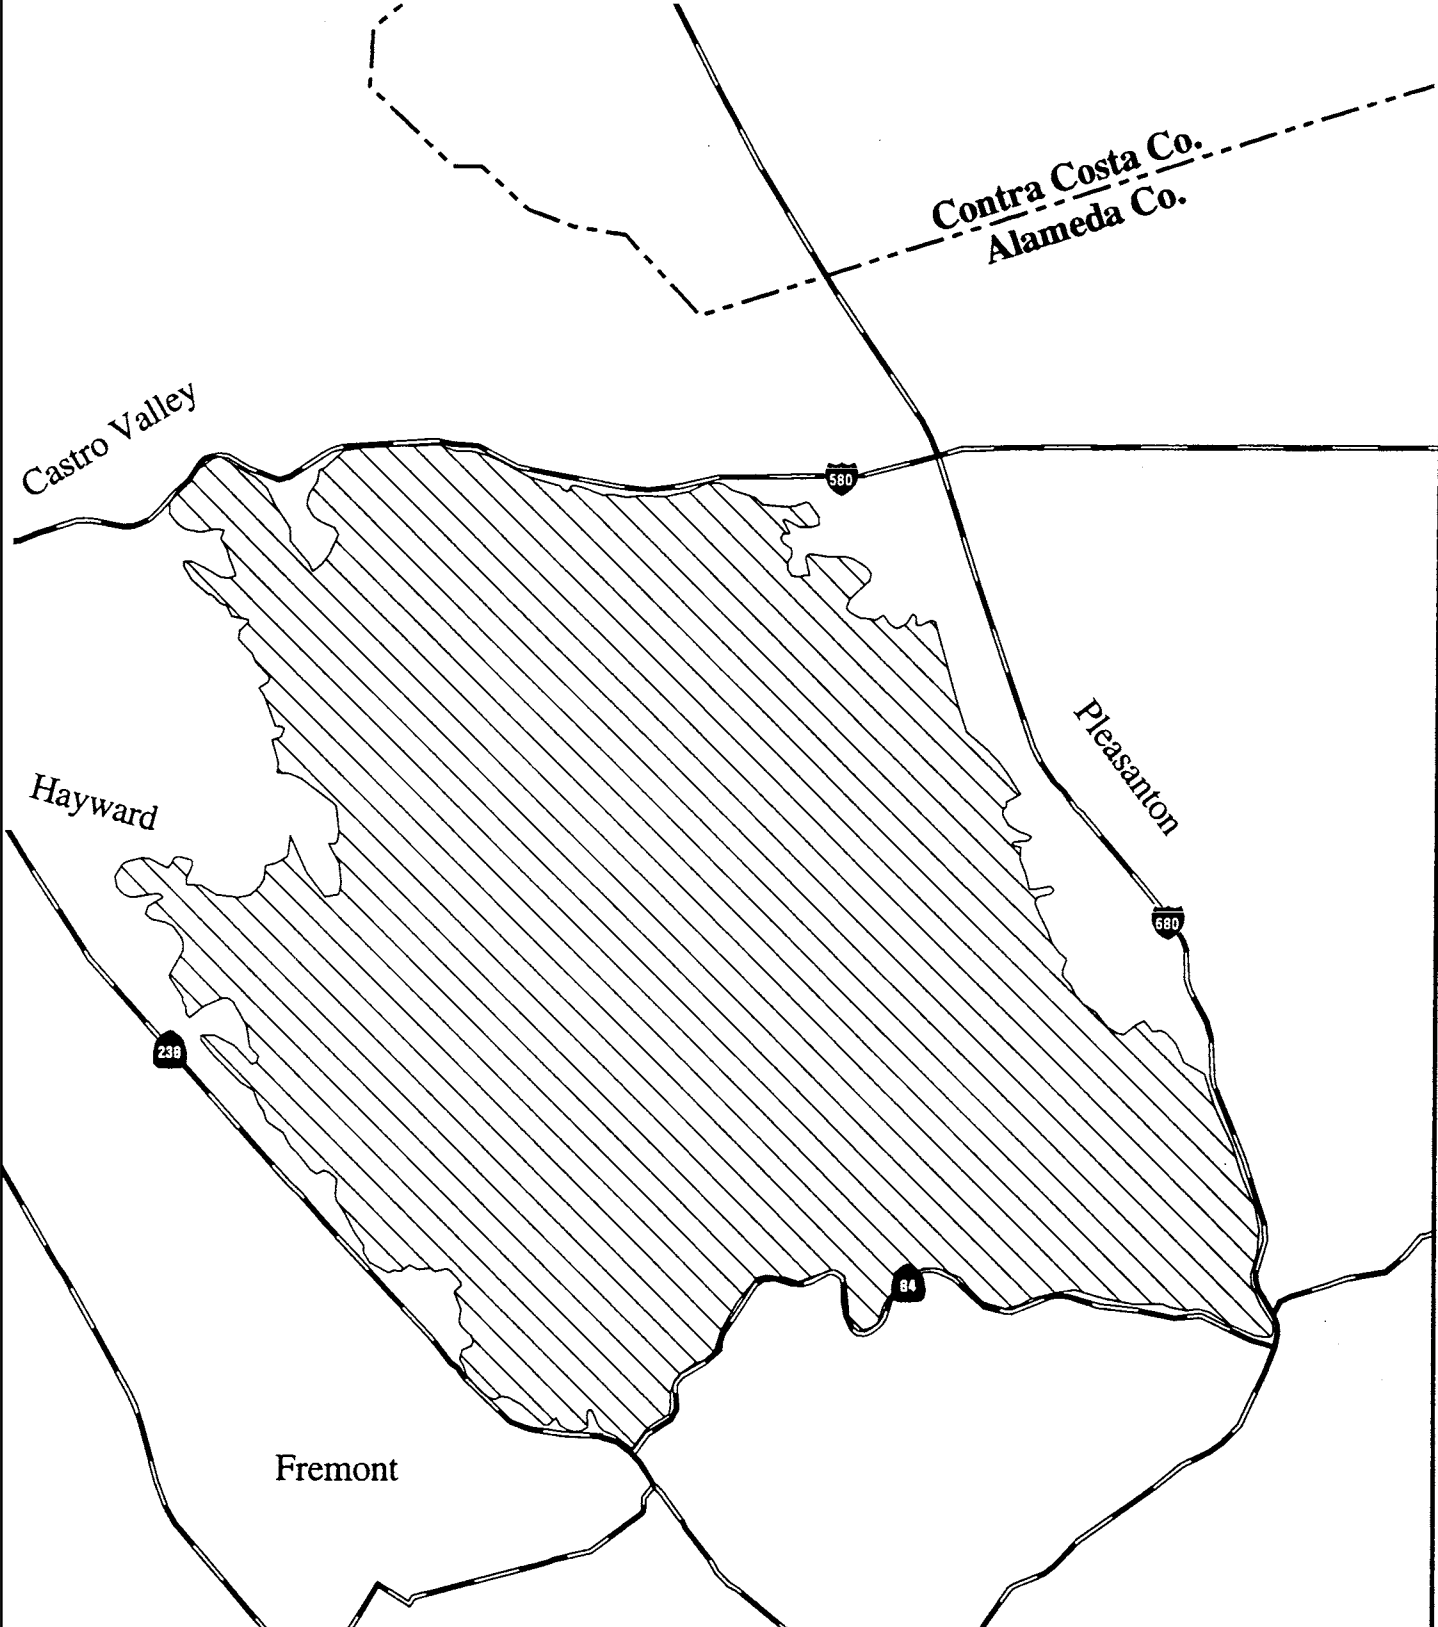 Contra Costa Co.
Alameda Co.
Castro Valley
580
Pleasanton
Hayward
680
238
84
Fremont